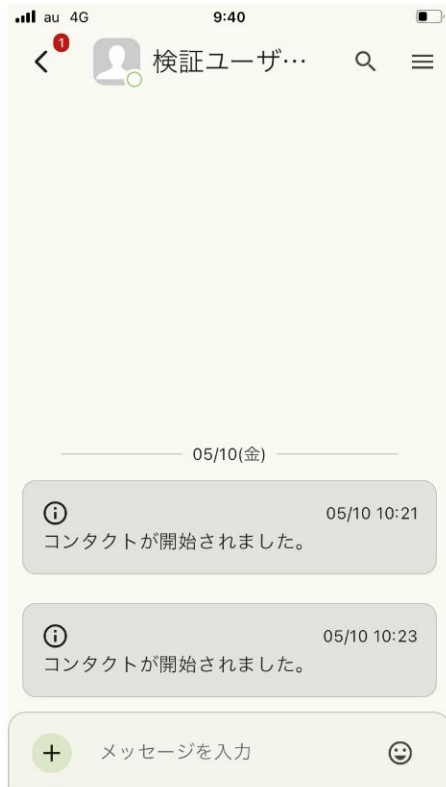 au 4G 9:40
1
検証ユーザ…
05/10(金)
05/10 10:21
コンタクトが開始されました。
05/10 10:23
コンタクトが開始されました。
メッセージを入力